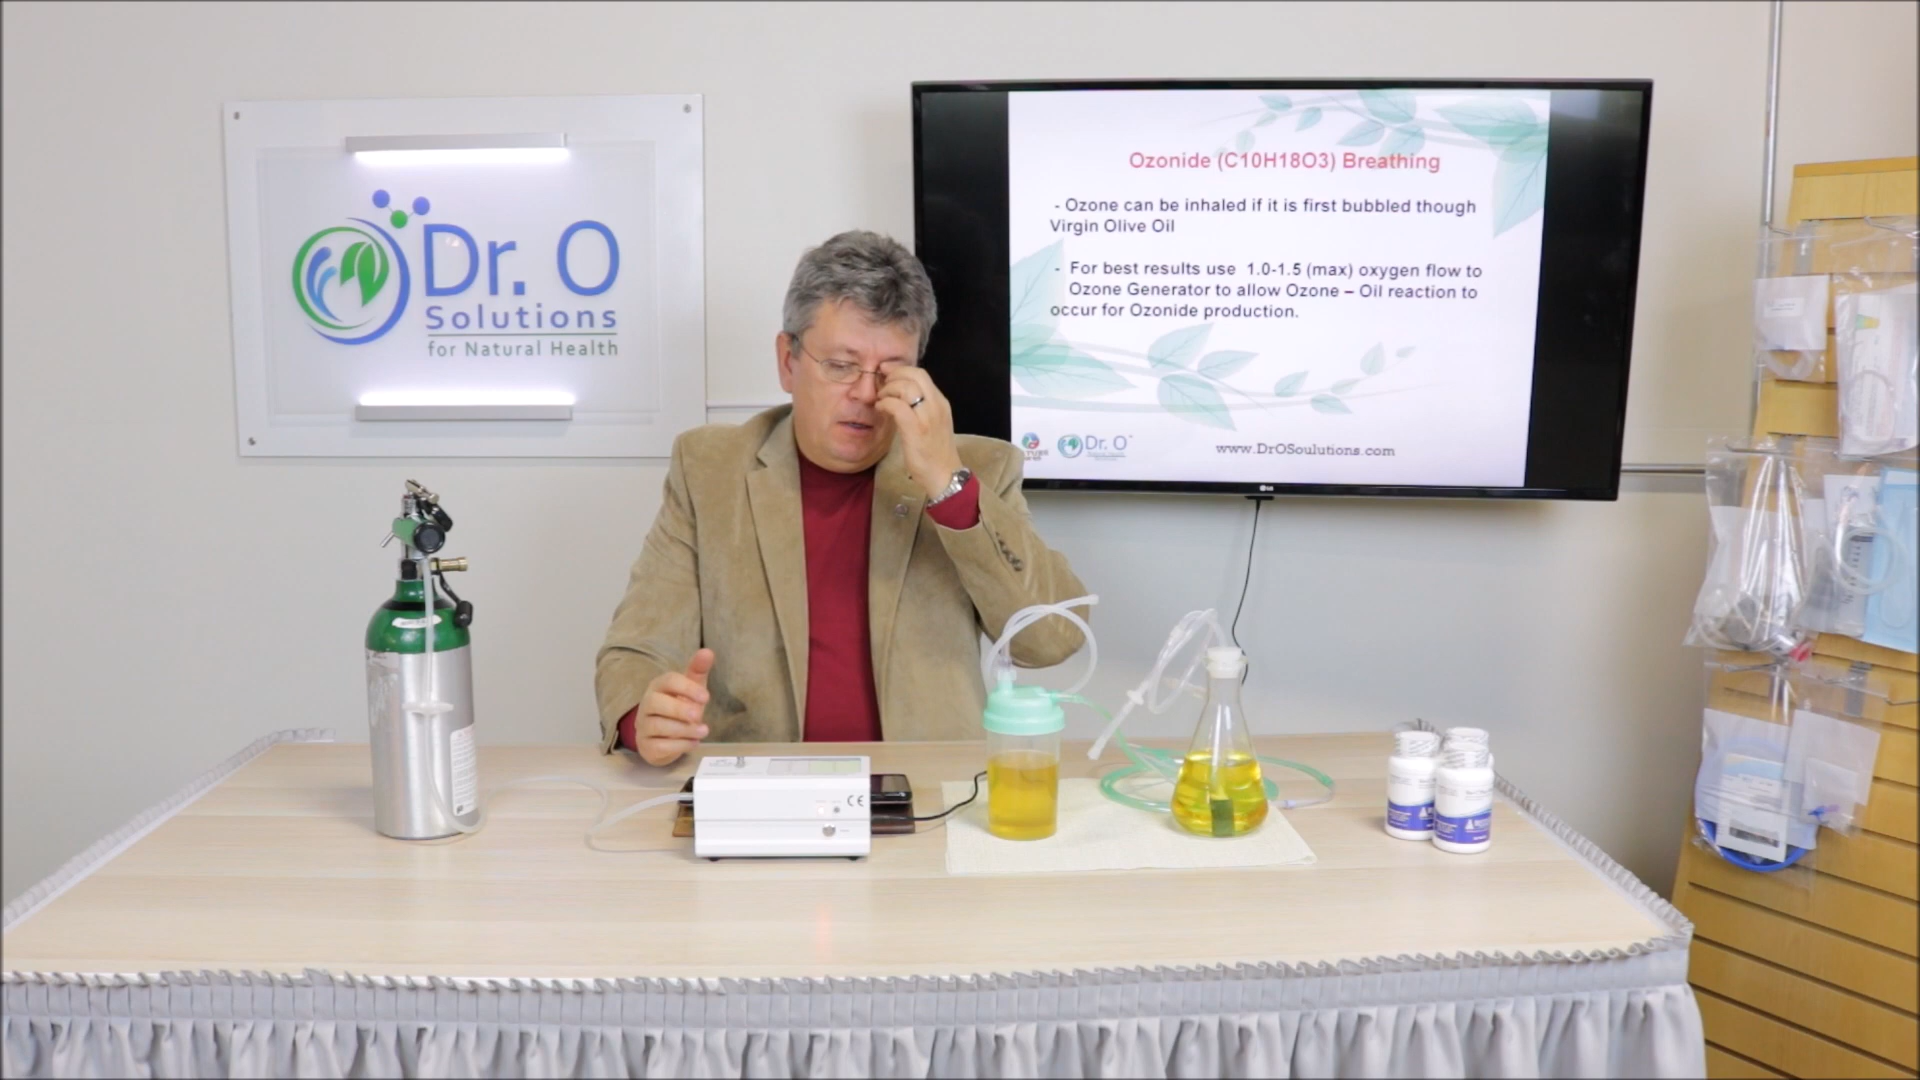 Dr. O
Solutions
for Natural Health
Ozonide (C10H18O3) Breathing
- Ozone can be inhaled if it is first bubbled though
Virgin Olive Oil
- For best results use 1.0-1.5 (max) oxygen flow to
Ozone Generator to allow Ozone – Oil reaction to
occur for Ozonide production.
Dr. O
www.DrOSoulutions.com
LG
CE